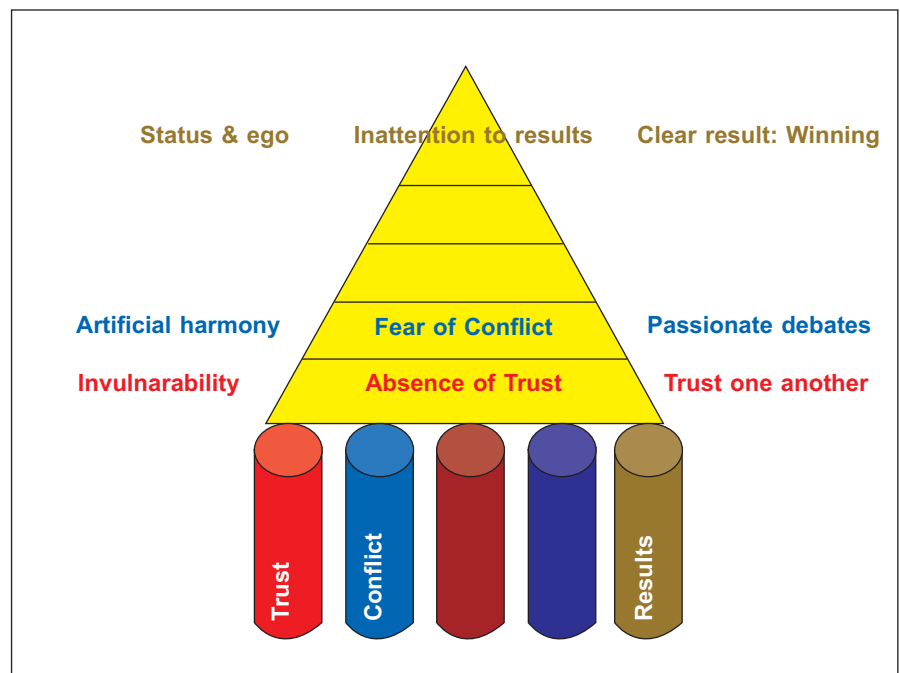 Status & ego Inattention to results Clear result: Winning
Artificial harmony Fear of Conflict Passionate debates
Invulnarability Absence of Trust Trust one another
Trust
Conflict
Results